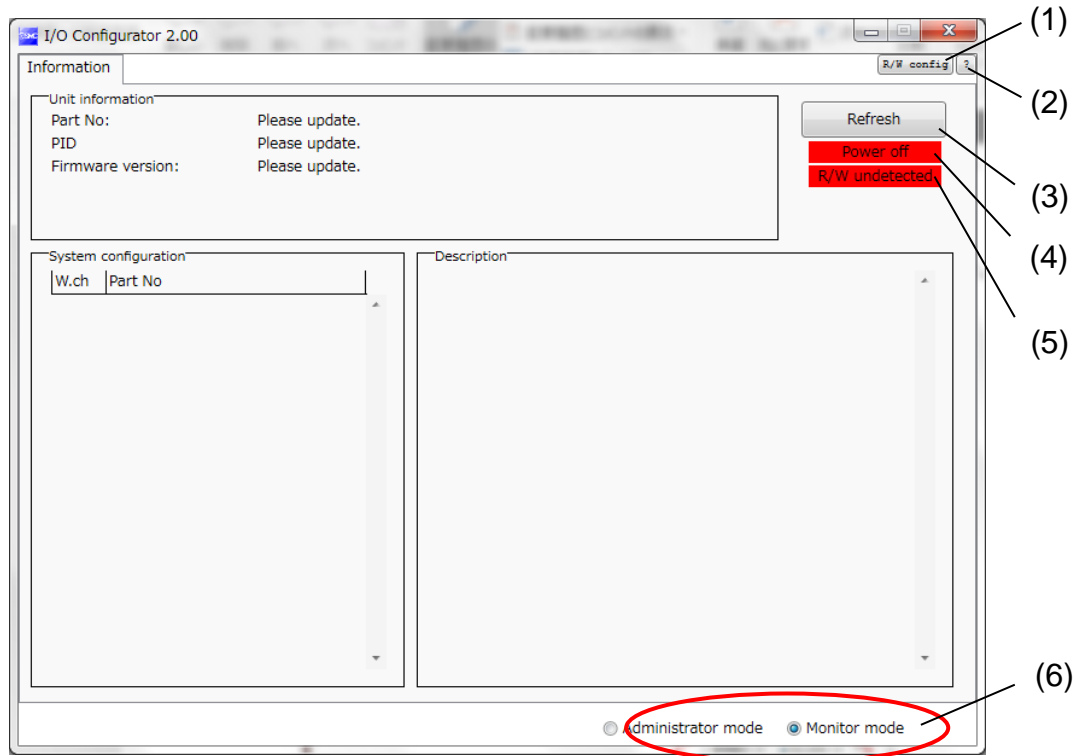 I/O Configurator 2.00
(1)
Information
R/W config
?
(2)
Unit information
Part No:
Please update.
PID
Please update.
Firmware version:
Please update.
Refresh
(3)
Power off
(4)
R/W undetected
(5)
System configuration
W.ch
Part No
Description
(6)
Administrator mode
Monitor mode